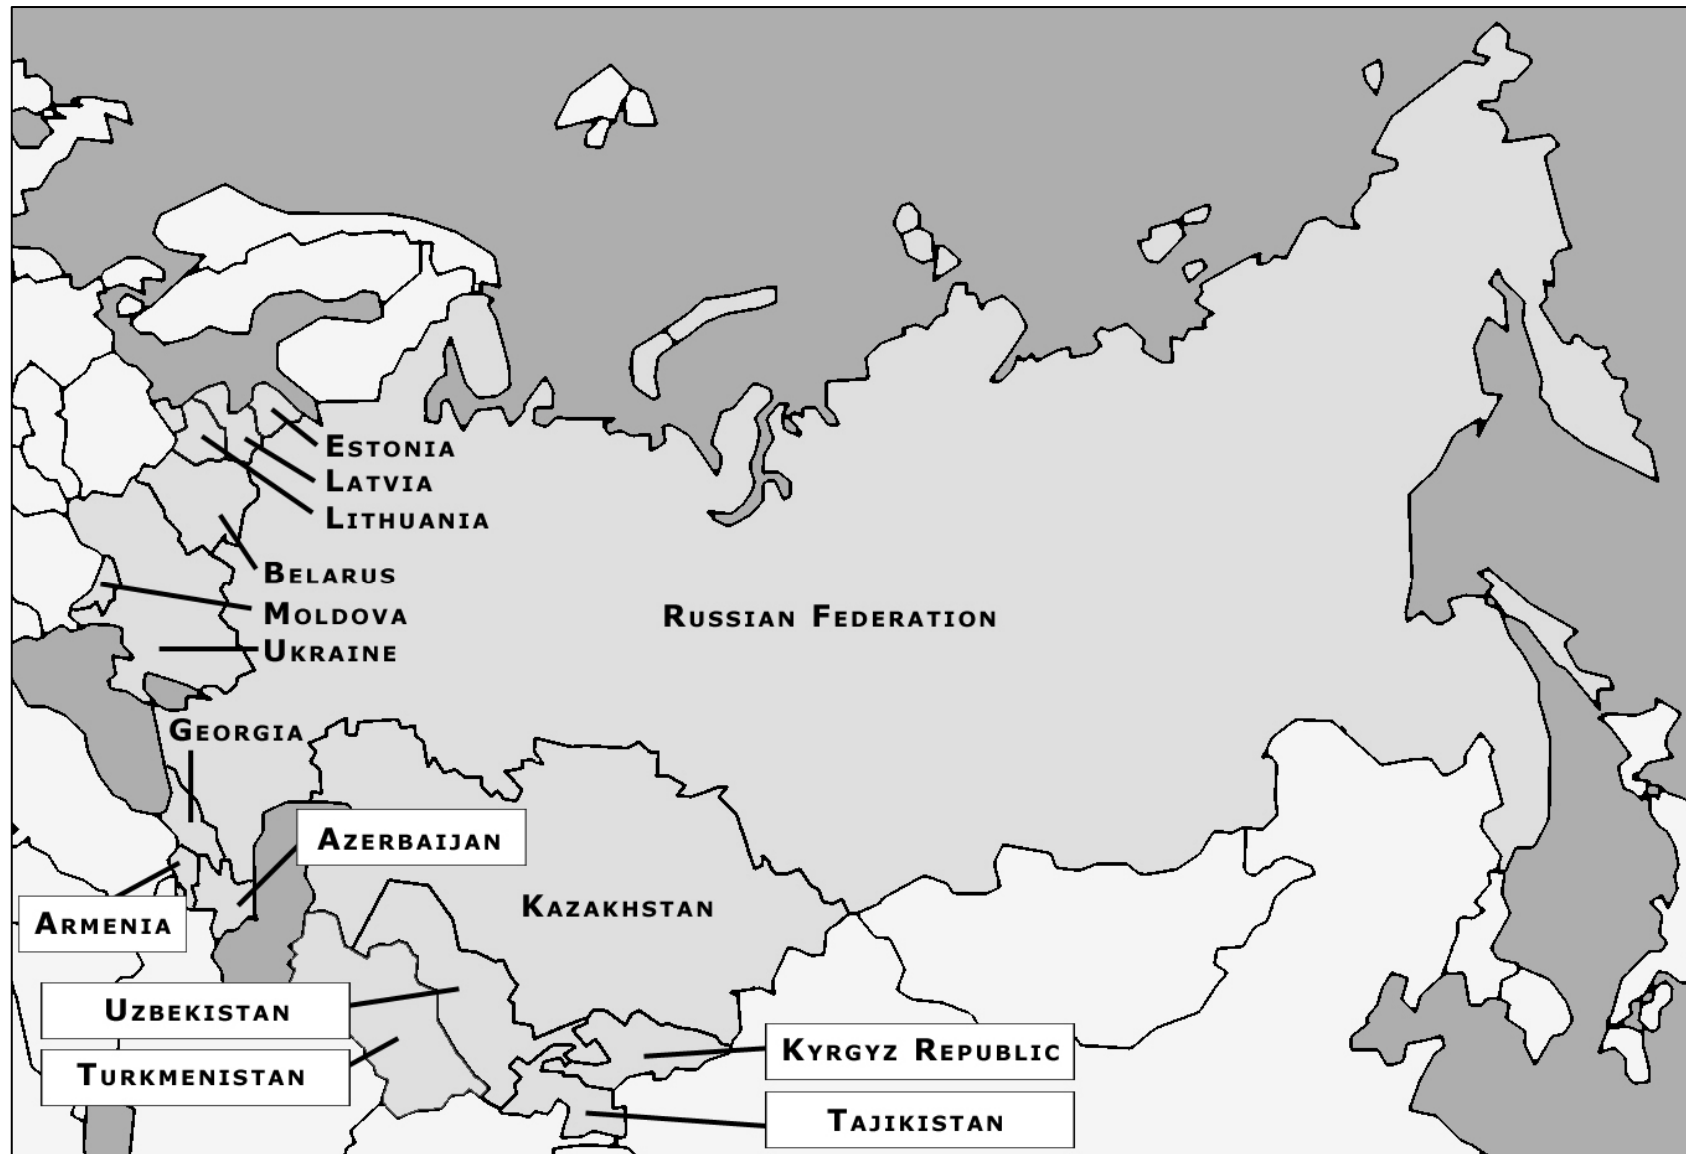 ESTONIA
LATVIA
LITHUANIA
BELARUS
MOLDOVA
UKRAINE
RUSSIAN FEDERATION
GEORGIA
AZERBAIJAN
ARMENIA
KAZAKHSTAN
UZBEKISTAN
TURKMENISTAN
KYRGYZ REPUBLIC
TAJIKISTAN